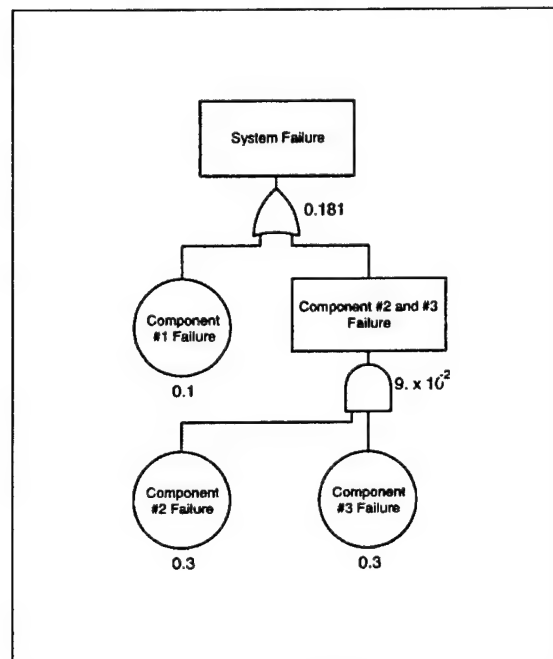 System Failure
0.181
Component
#1 Failure
0.1
Component #2 and #3
Failure
9. x 10-2
Component
#2 Failure
0.3
Component
#3 Failure
0.3